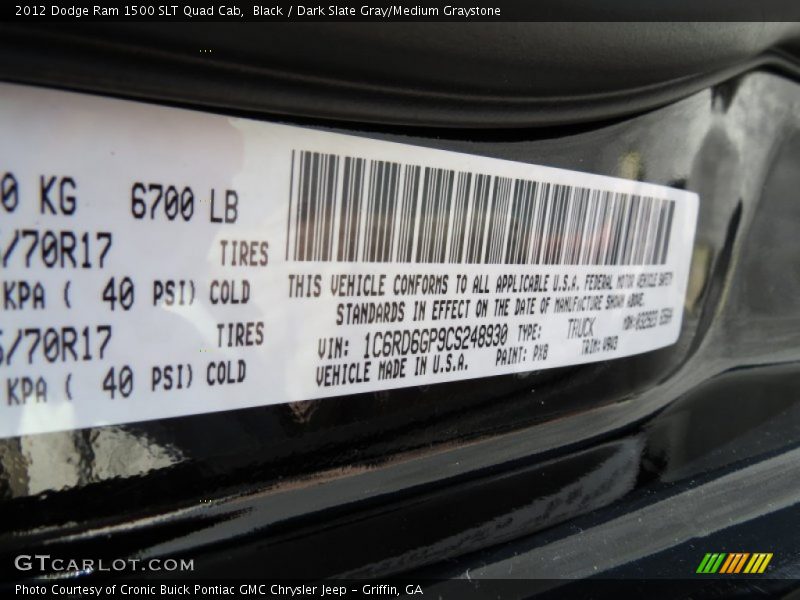 2012 Dodge Ram 1500 SLT Quad Cab,  Black / Dark Slate Gray/Medium Graystone
0 KG 6700 LB
/70R17 TIRES
KPA ( 40 PSI) COLD
/70R17 TIRES
KPA ( 40 PSI) COLD
THIS VEHICLE CONFORMS TO ALL APPLICABLE U.S.A. FEDERAL MOTOR VEHICLE SAFETY
STANDARDS IN EFFECT ON THE DATE OF MANUFACTURE SHOWN ABOVE.
VIN: 1C6RD6GP9CS248930 TYPE: TRUCK MDH:
VEHICLE MADE IN U.S.A. PAINT: PX8 TRIM:
GTCARLOT.COM
Photo Courtesy of Cronic Buick Pontiac GMC Chrysler Jeep - Griffin, GA